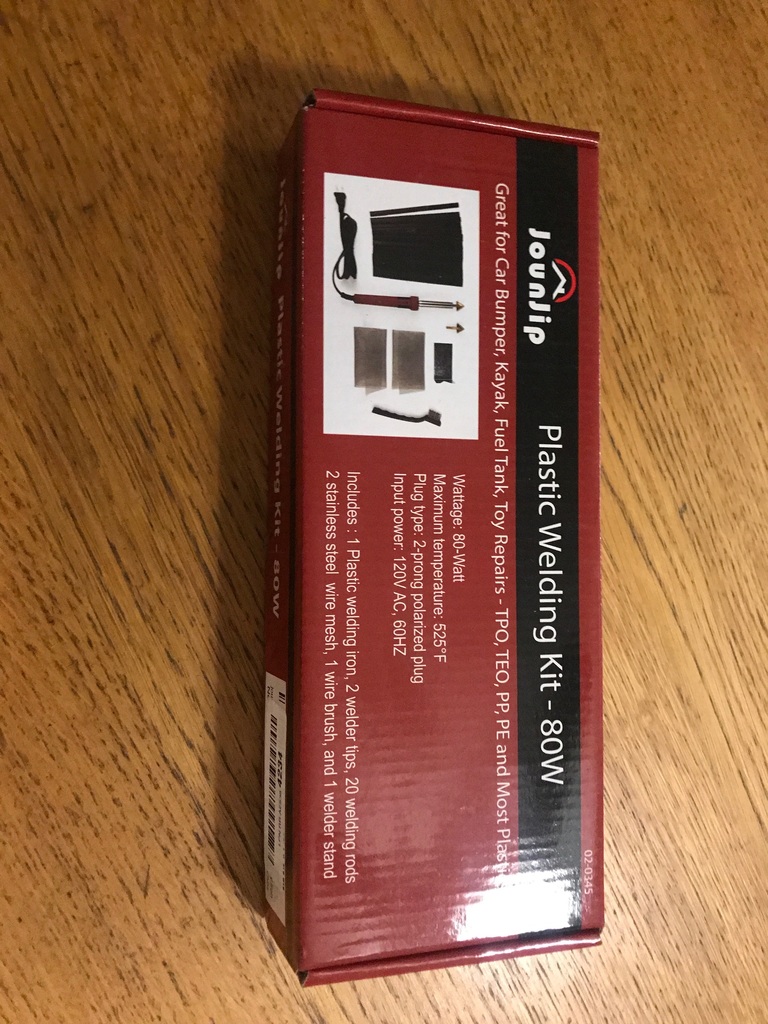 JounJip
Plastic Welding Kit - 80W
02-0345
Great for Car Bumper, Kayak, Fuel Tank, Toy Repairs - TPO, TEO, PP, PE and Most Plastic
Wattage: 80-Watt
Maximum temperature: 525°F
Plug type: 2-prong polarized plug
Input power: 120V AC, 60HZ
Includes : 1 Plastic welding iron, 2 welder tips, 20 welding rods
2 stainless steel wire mesh, 1 wire brush, and 1 welder stand
JounJip Plastic Welding Kit - 80W